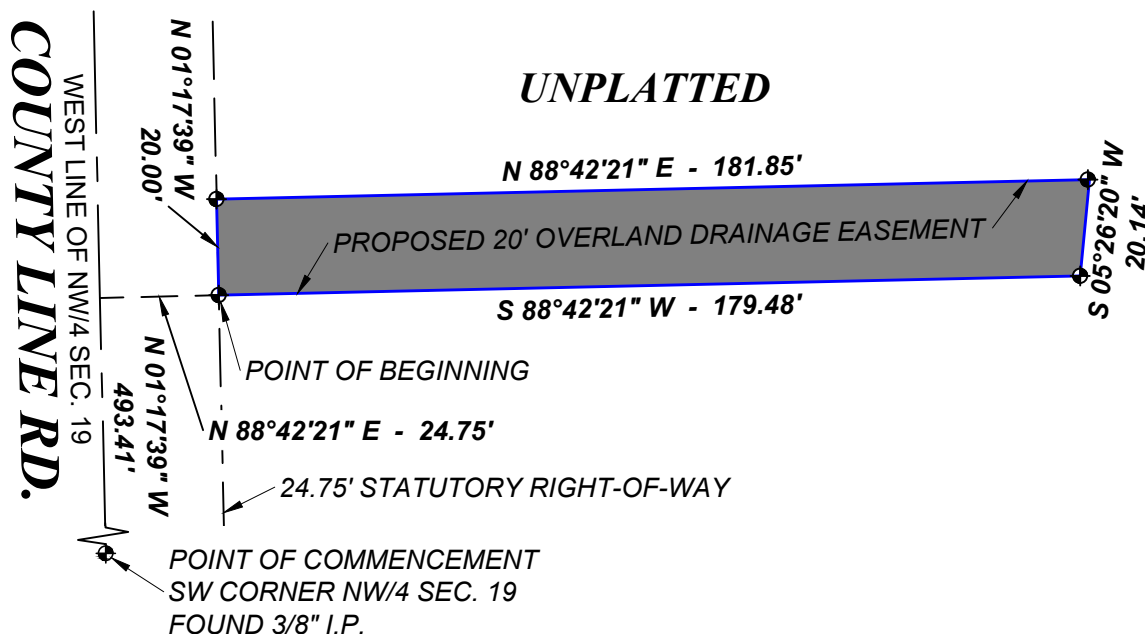 COUNTY LINE RD.
WEST LINE OF NW/4 SEC. 19
N 01°17'39" W
20.00'
UNPLATTED
N 88°42'21" E - 181.85'
PROPOSED 20' OVERLAND DRAINAGE EASEMENT
S 05°26'20" W
20.14'
S 88°42'21" W - 179.48'
POINT OF BEGINNING
N 01°17'39" W
493.41'
N 88°42'21" E - 24.75'
24.75' STATUTORY RIGHT-OF-WAY
POINT OF COMMENCEMENT
SW CORNER NW/4 SEC. 19
FOUND 3/8" I.P.